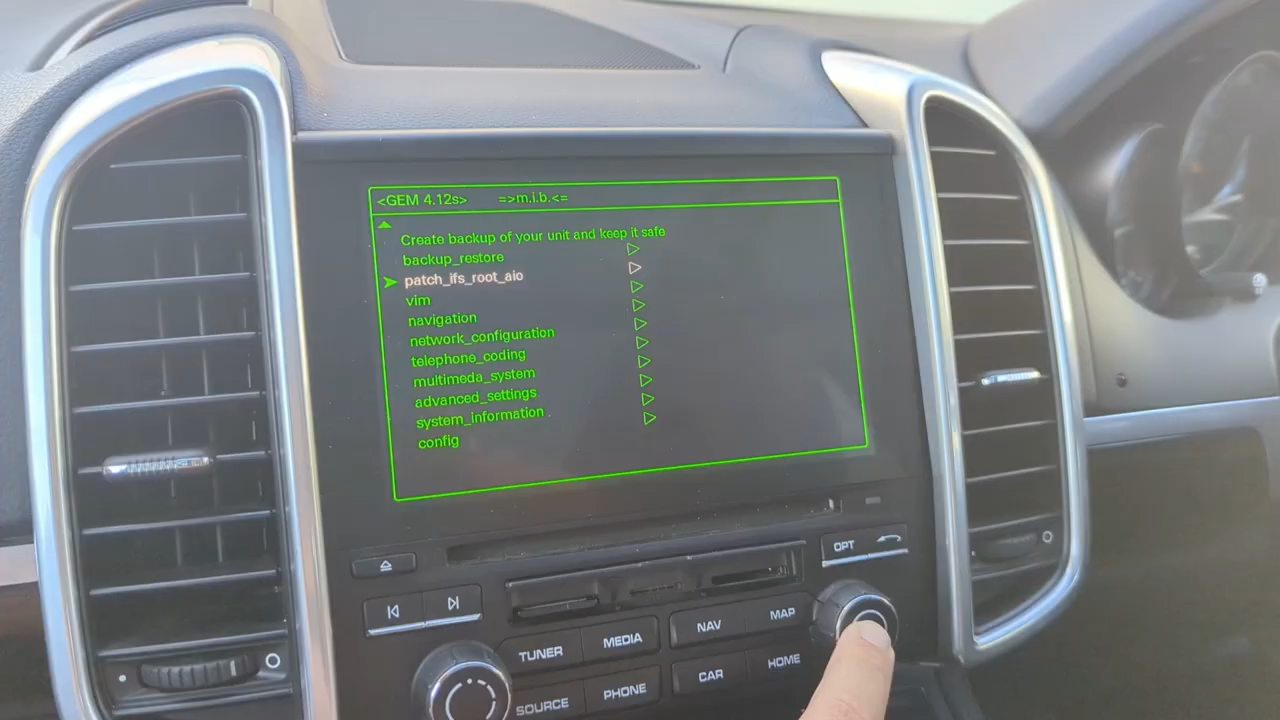 <GEM 4.12s> =>m.i.b.<=
Create backup of your unit and keep it safe
backup_restore
patch_ifs_root_aio
vim
navigation
network_configuration
telephone_coding
multimeda_system
advanced_settings
system_information
config
OPT
TUNER MEDIA NAV MAP
SOURCE PHONE CAR HOME